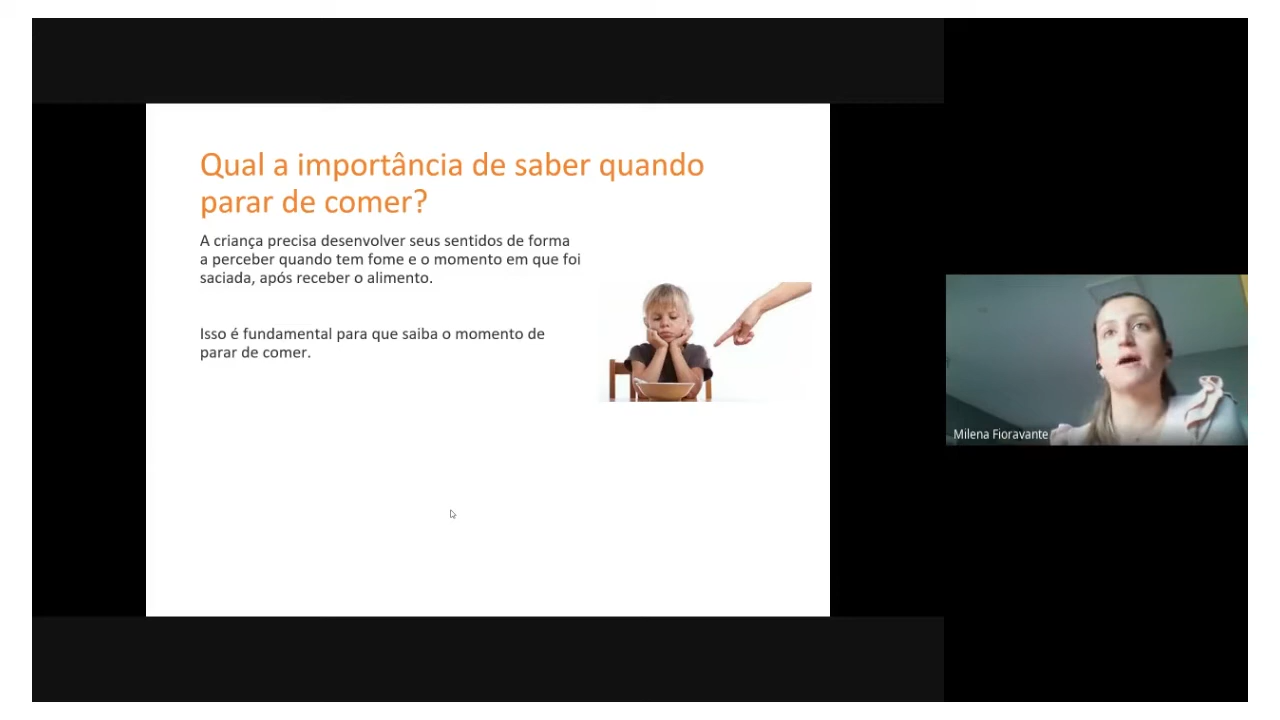 Qual a importância de saber quando
parar de comer?
A criança precisa desenvolver seus sentidos de forma
a perceber quando tem fome e o momento em que foi
saciada, após receber o alimento.
Isso é fundamental para que saiba o momento de
parar de comer.
Milena Fioravante